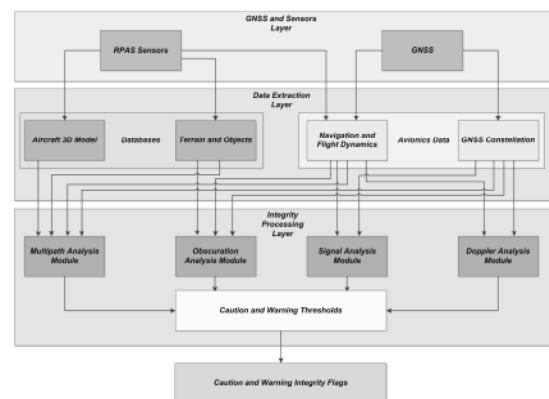 GNSS and Sensors
Layer
RPAS Sensors
GNSS
Data Extraction
Layer
Aircraft 3D Model
Databases
Terrain and Objects
Navigation and
Flight Dynamics
Avionics Data
GNSS Constellation
Integrity
Processing
Layer
Multipath Analysis
Module
Obscuration
Analysis Module
Signal Analysis
Module
Doppler Analysis
Module
Caution and Warning Thresholds
Caution and Warning Integrity Flags